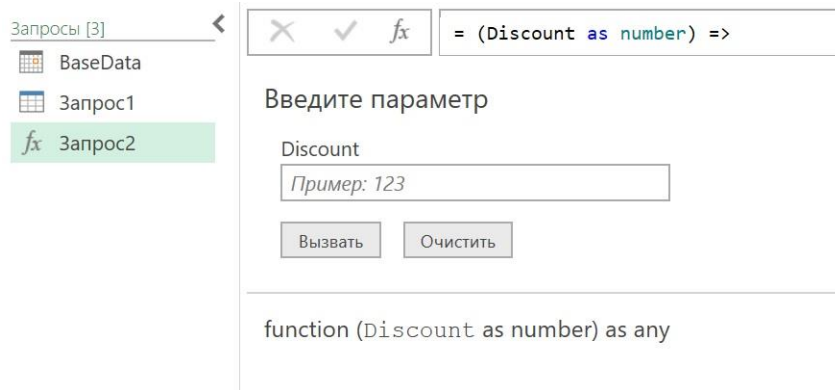 Запросы [3]
BaseData
Запрос1
fx Запрос2
fx = (Discount as number) =>
Введите параметр
Discount
Пример: 123
Вызвать Очистить
function (Discount as number) as any